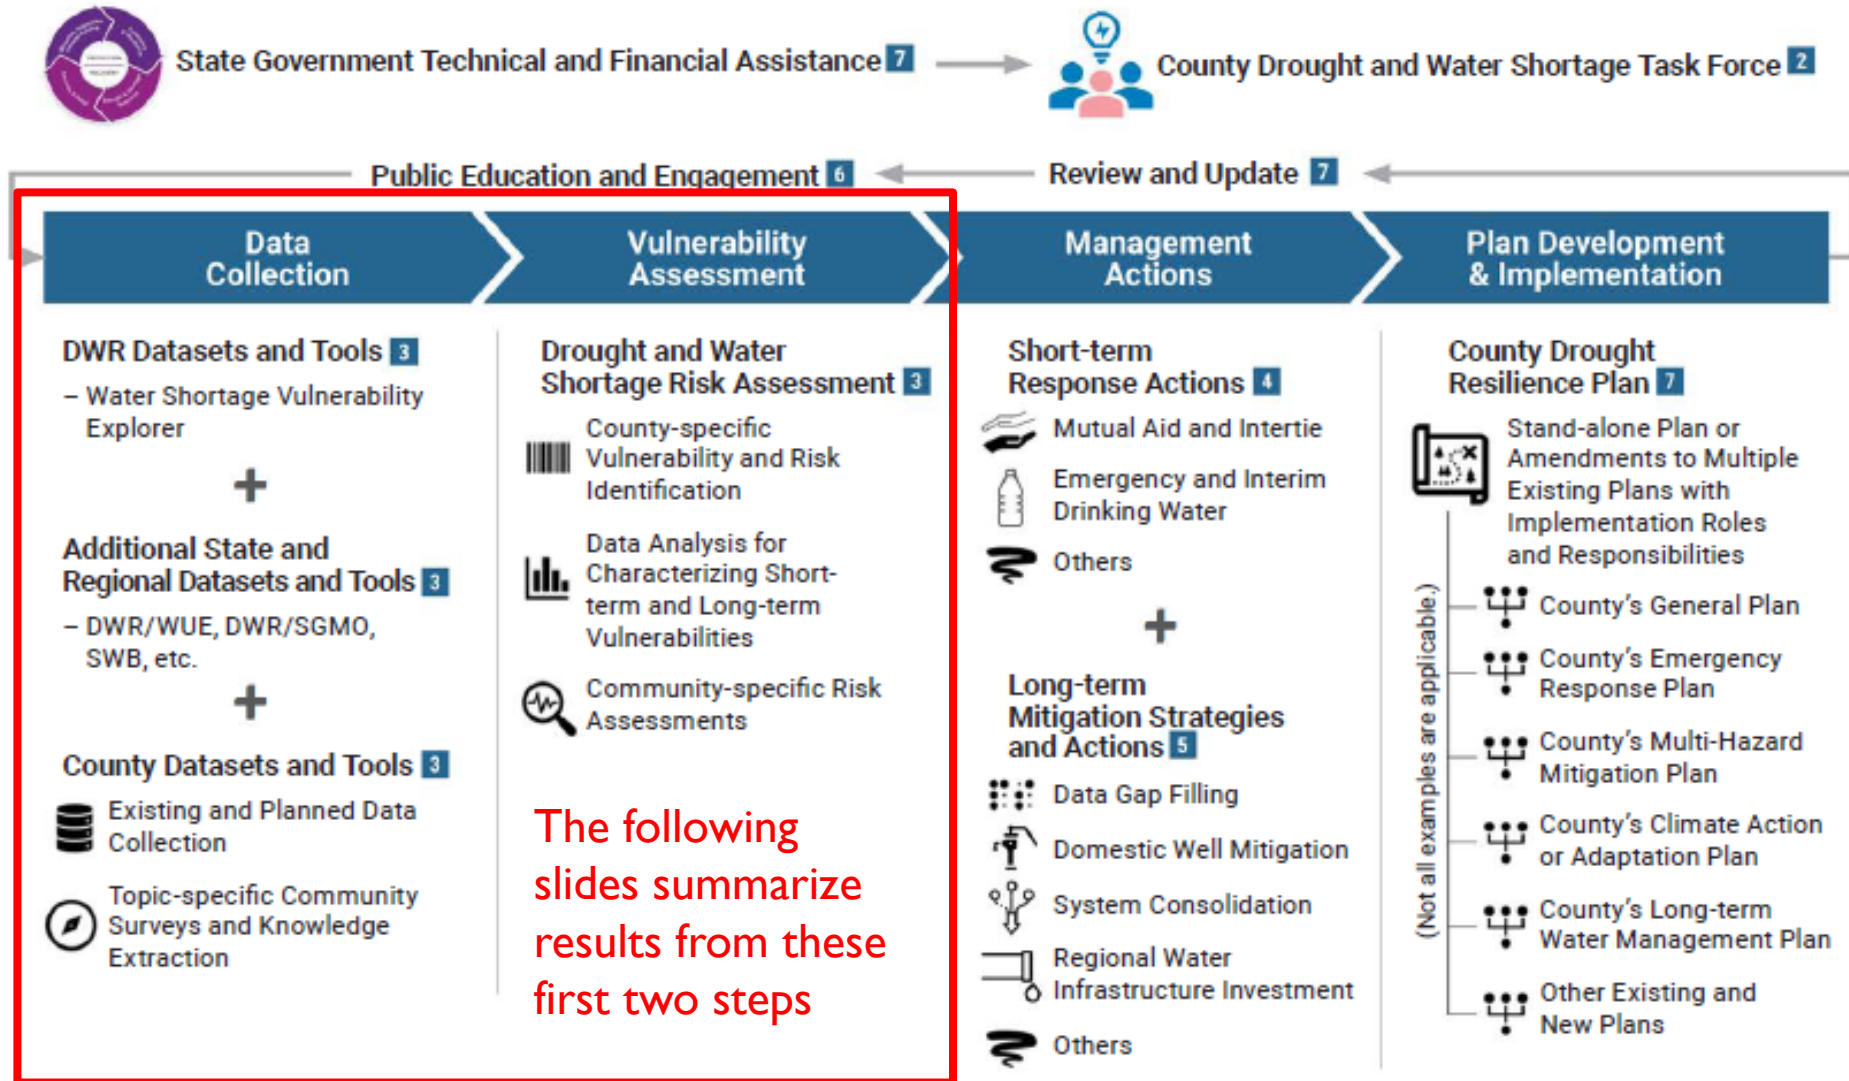 State Government Technical and Financial Assistance 7
County Drought and Water Shortage Task Force 2
Public Education and Engagement 6
Review and Update 7
Data
Collection
Vulnerability
Assessment
Management
Actions
Plan Development
& Implementation
DWR Datasets and Tools 3
– Water Shortage Vulnerability
Explorer
+
Additional State and
Regional Datasets and Tools 3
– DWR/WUE, DWR/SGMO,
SWB, etc.
+
County Datasets and Tools 3
Existing and Planned Data
Collection
Topic-specific Community
Surveys and Knowledge
Extraction
Drought and Water
Shortage Risk Assessment 3
County-specific
Vulnerability and Risk
Identification
Data Analysis for
Characterizing Short-
term and Long-term
Vulnerabilities
Community-specific Risk
Assessments
The following
slides summarize
results from these
first two steps
Short-term
Response Actions 4
Mutual Aid and Intertie
Emergency and Interim
Drinking Water
Others
+
Long-term
Mitigation Strategies
and Actions 5
Data Gap Filling
Domestic Well Mitigation
System Consolidation
Regional Water
Infrastructure Investment
Others
County Drought
Resilience Plan 7
Stand-alone Plan or
Amendments to Multiple
Existing Plans with
Implementation Roles
and Responsibilities
(Not all examples are applicable.)
County's General Plan
County's Emergency
Response Plan
County's Multi-Hazard
Mitigation Plan
County's Climate Action
or Adaptation Plan
County's Long-term
Water Management Plan
Other Existing and
New Plans